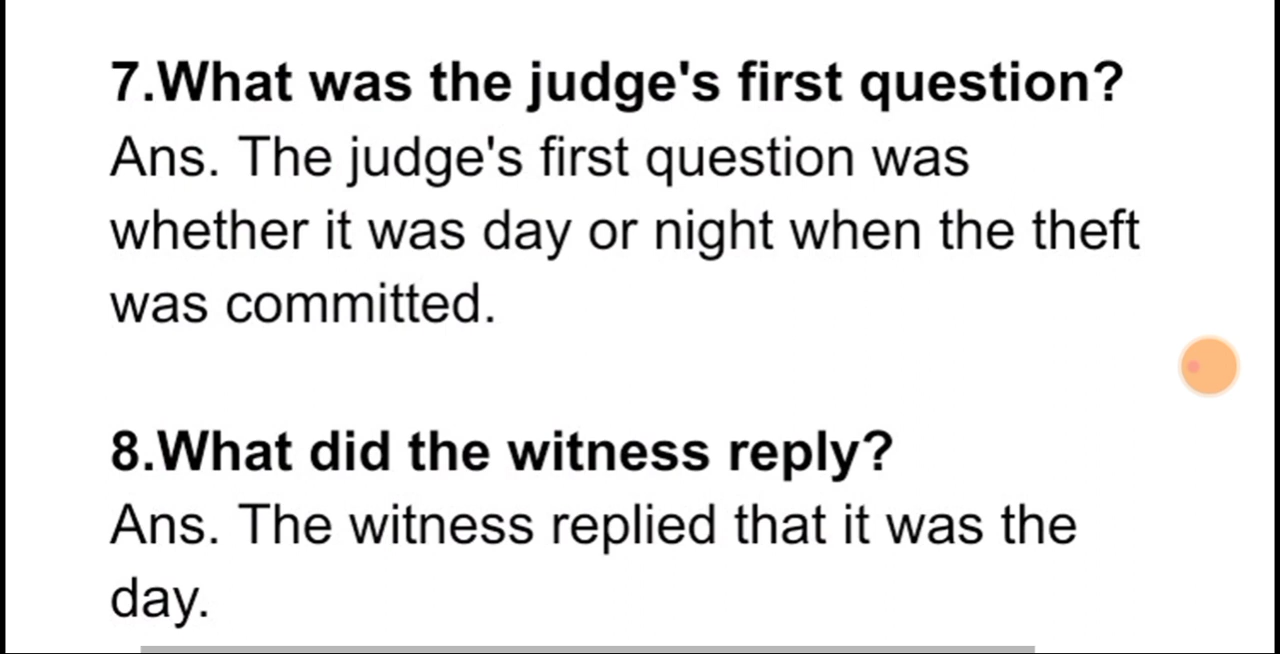 7.What was the judge's first question?
Ans. The judge's first question was
whether it was day or night when the theft
was committed.
8.What did the witness reply?
Ans. The witness replied that it was the
day.